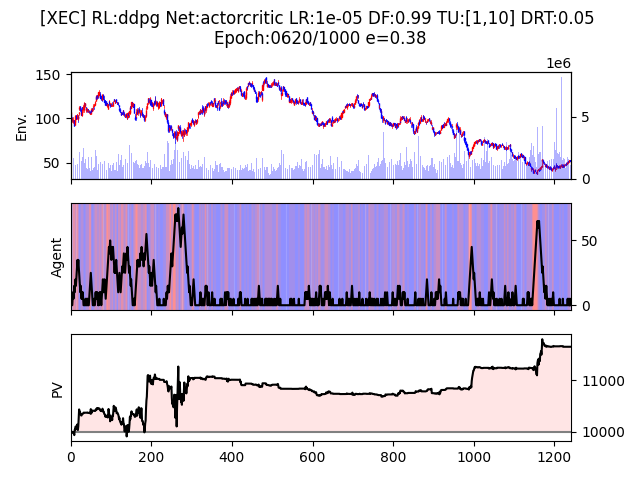 [XEC] RL:ddpg Net:actorcritic LR:1e-05 DF:0.99 TU:[1,10] DRT:0.05
Epoch:0620/1000 e=0.38
1e6
150
100
50
Env.
5
0
Agent
50
0
PV
11000
10000
0
200
400
600
800
1000
1200